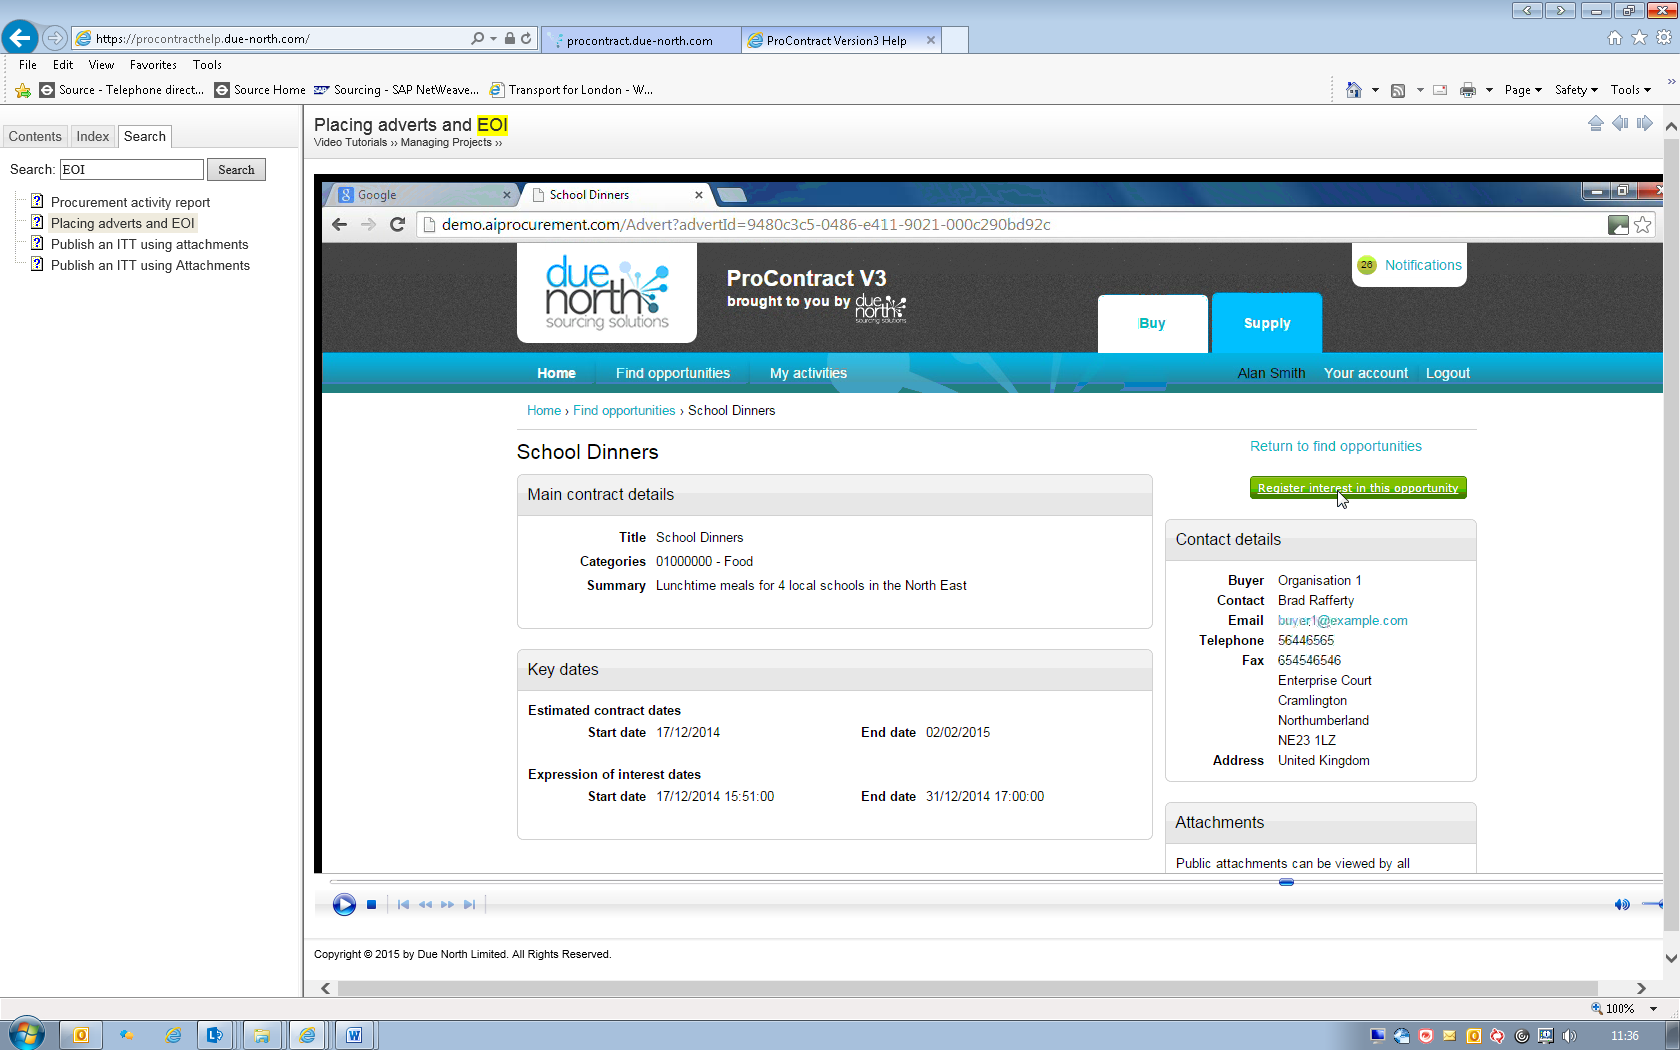 https://procontracthelp.due-north.com/
procontract.due-north.com
ProContract Version3 Help
File Edit View Favorites Tools
Source - Telephone direct... Source Home Sourcing - SAP NetWeave... Transport for London - W...
Page Safety Tools
Contents Index Search
Search: EOI Search
Procurement activity report
Placing adverts and EOI
Publish an ITT using attachments
Publish an ITT using Attachments
Placing adverts and EOI
Video Tutorials ›› Managing Projects ››
Google
School Dinners
demo.aiprocurement.com/Advert?advertId=9480c3c5-0486-e411-9021-000c290bd92c
due north
sourcing solutions
ProContract V3
brought to you by due north
sourcing solutions
26 Notifications
Buy Supply
Home Find opportunities My activities
Alan Smith Your account Logout
Home › Find opportunities › School Dinners
School Dinners
Return to find opportunities
Register interest in this opportunity
Main contract details
Title School Dinners
Categories 01000000 - Food
Summary Lunchtime meals for 4 local schools in the North East
Key dates
Estimated contract dates
Start date 17/12/2014 End date 02/02/2015
Expression of interest dates
Start date 17/12/2014 15:51:00 End date 31/12/2014 17:00:00
Contact details
Buyer Organisation 1
Contact Brad Rafferty
Email buyer1@example.com
Telephone 56446565
Fax 654546546
Enterprise Court
Cramlington
Northumberland
NE23 1LZ
Address United Kingdom
Attachments
Public attachments can be viewed by all
Copyright © 2015 by Due North Limited. All Rights Reserved.
100%
11:36